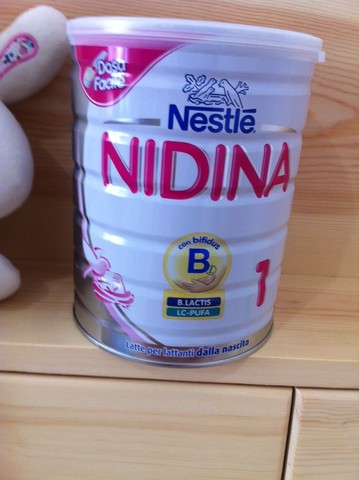 Dosa
Facile
Nestlé
NIDINA
con bifidus
B
B.LACTIS
LC-PUFA
1
Latte per lattanti dalla nascita